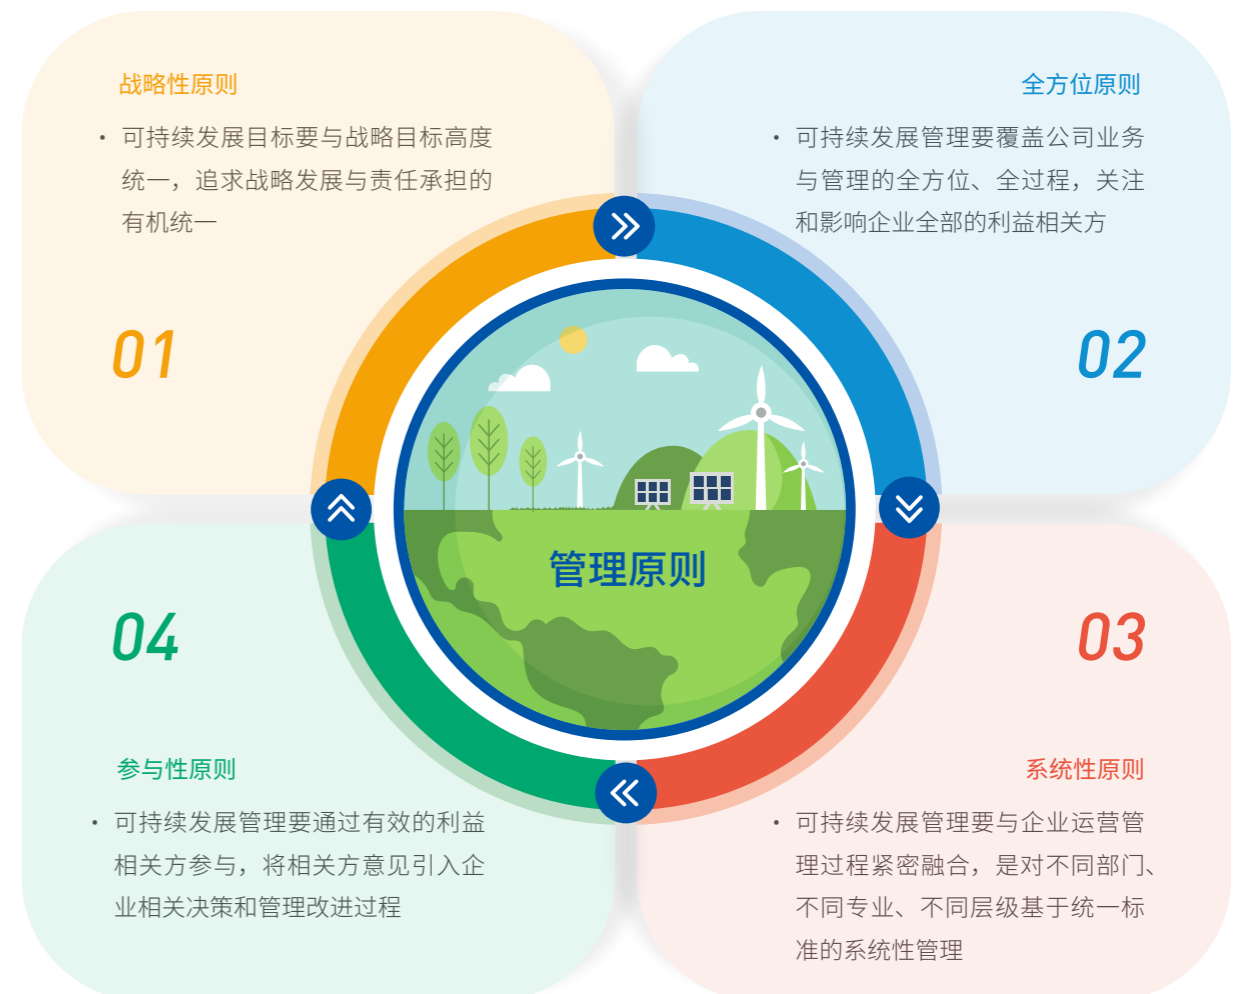 战略性原则
• 可持续发展目标要与战略目标高度
统一，追求战略发展与责任承担的
有机统一
01
全方位原则
• 可持续发展管理要覆盖公司业务
与管理的全方位、全过程，关注
和影响企业全部的利益相关方
02
管理原则
03
系统性原则
• 可持续发展管理要与企业运营管
理过程紧密融合，是对不同部门、
不同专业、不同层级基于统一标
准的系统性管理
04
参与性原则
• 可持续发展管理要通过有效的利益
相关方参与，将相关方意见引入企
业相关决策和管理改进过程